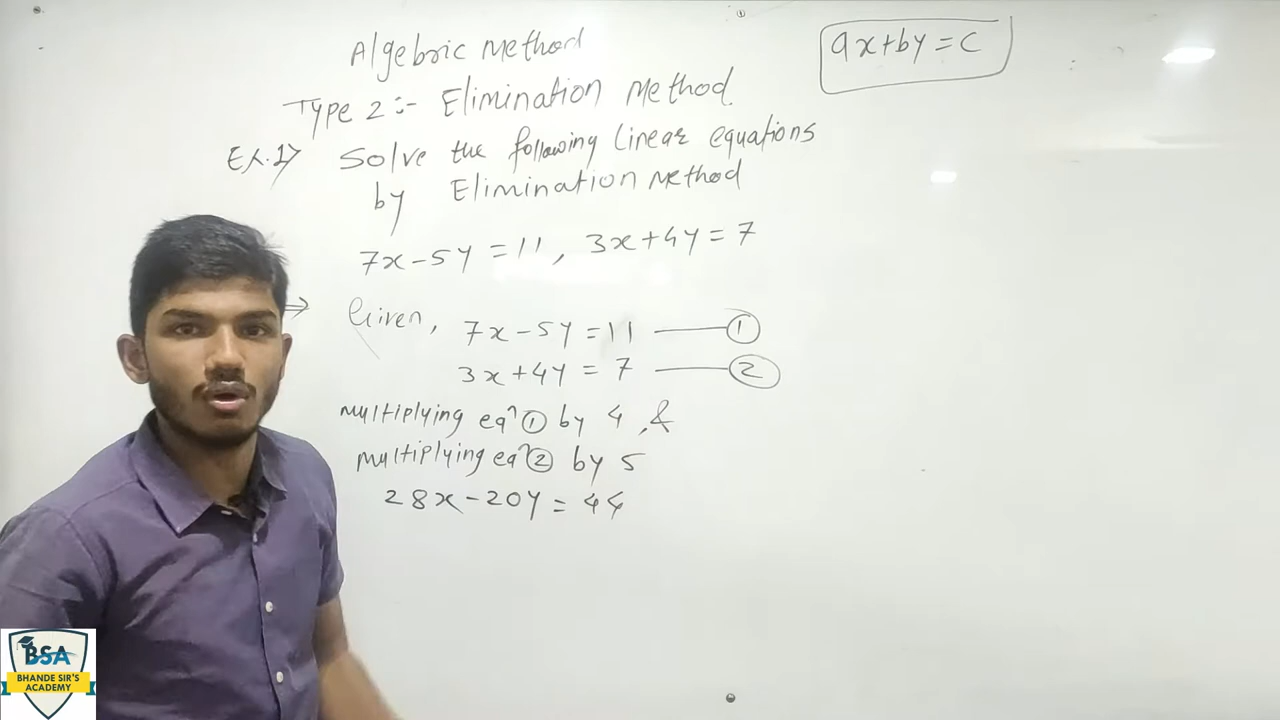 Algebric Method
ax+by=c
Type 2:- Elimination Method.
Ex.1) Solve the following linear equations
by Elimination Method
7x-5y=11, 3x+4y=7
⇒ Given, 7x-5y=11 —— ①
3x+4y=7 —— ②
multiplying eqⁿ ① by 4, &
multiplying eqⁿ ② by 5
28x-20y=44
BSA
BHANDE SIR'S
ACADEMY